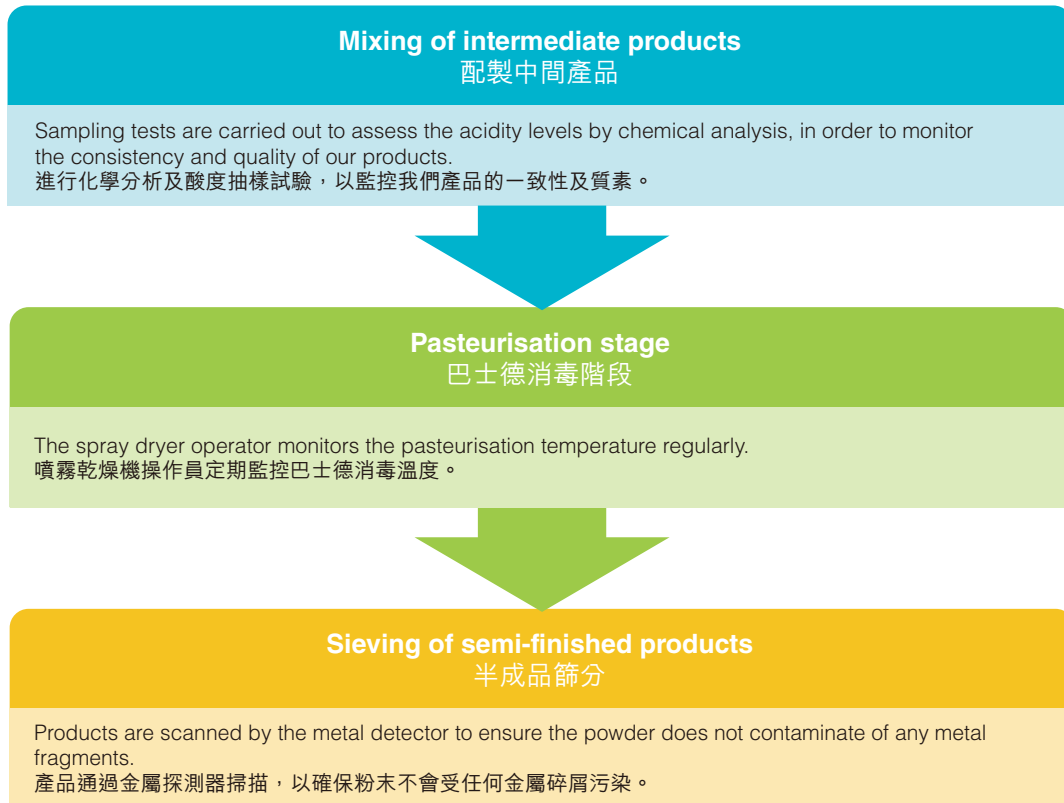 Mixing of intermediate products
配製中間產品
Sampling tests are carried out to assess the acidity levels by chemical analysis, in order to monitor
the consistency and quality of our products.
進行化學分析及酸度抽樣試驗，以監控我們產品的一致性及質素。
Pasteurisation stage
巴士德消毒階段
The spray dryer operator monitors the pasteurisation temperature regularly.
噴霧乾燥機操作員定期監控巴士德消毒溫度。
Sieving of semi-finished products
半成品篩分
Products are scanned by the metal detector to ensure the powder does not contaminate of any metal
fragments.
產品通過金屬探測器掃描，以確保粉末不會受任何金屬碎屑污染。